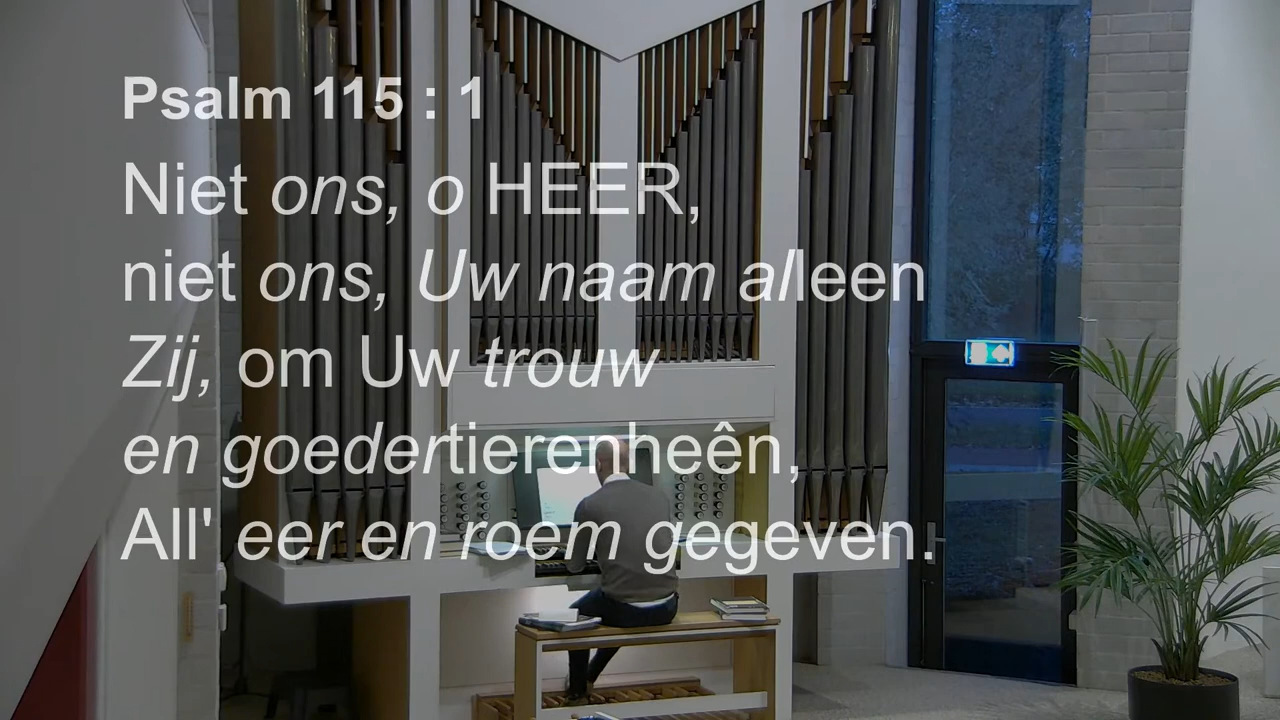 Psalm 115 : 1
Niet ons, o HEER,
niet ons, Uw naam alleen
Zij, om Uw trouw
en goedertierenheên,
All' eer en roem gegeven.